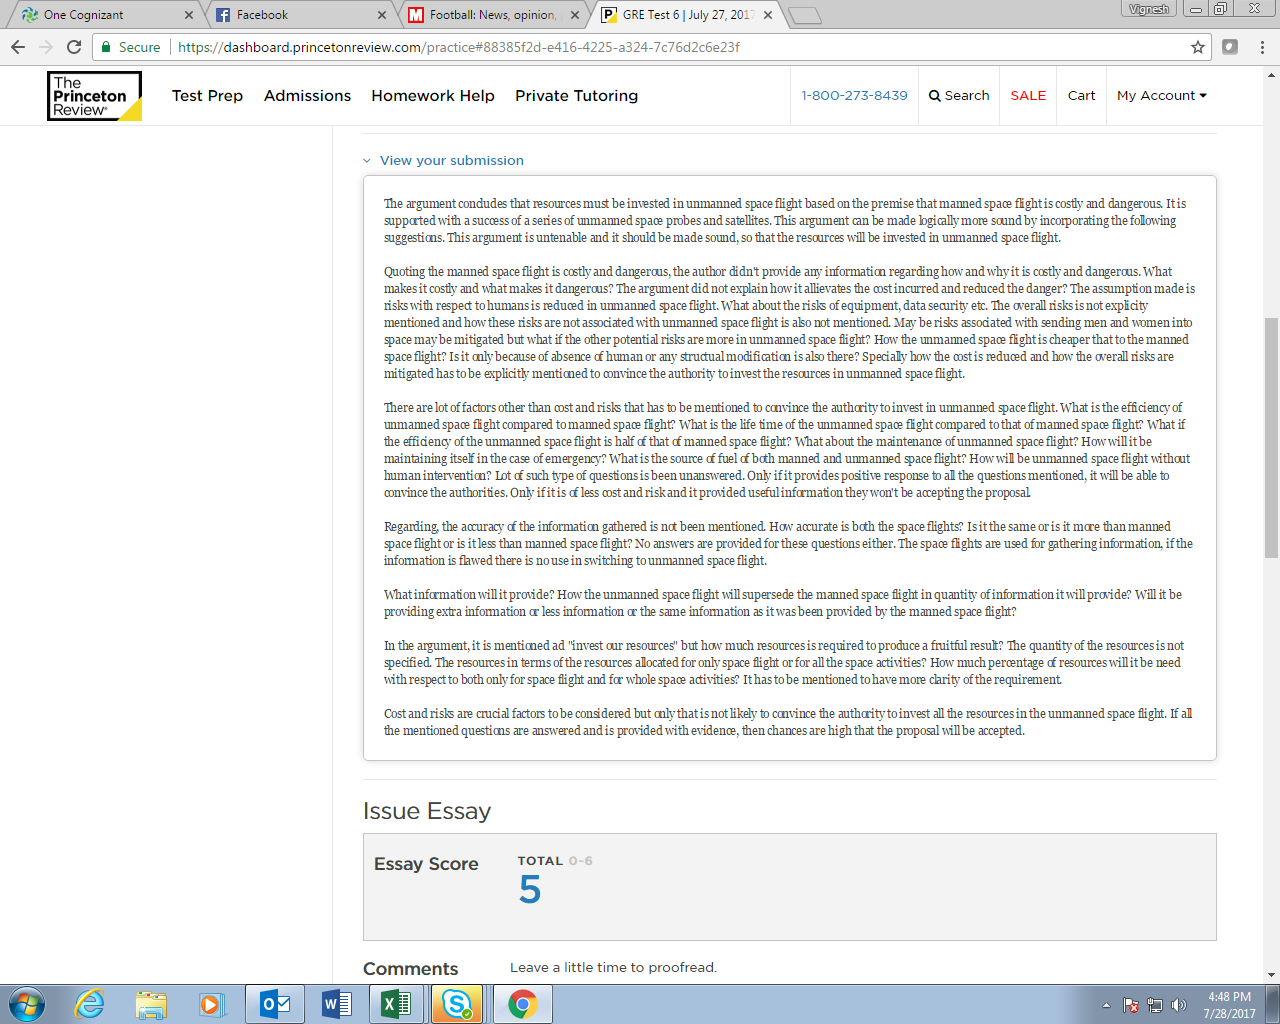 One Cognizant
Facebook
Football: News, opinion,
GRE Test 6 | July 27, 2017
Vignesh
Secure
https://dashboard.princetonreview.com/practice#88385f2d-e416-4225-a324-7c76d2c6e23f
The
Princeton
Review
Test Prep Admissions Homework Help Private Tutoring
1-800-273-8439 Search SALE Cart My Account
View your submission
The argument concludes that resources must be invested in unmanned space flight based on the premise that manned space flight is costly and dangerous. It is
supported with a success of a series of unmanned space probes and satellites. This argument can be made logically more sound by incorporating the following
suggestions. This argument is untenable and it should be made sound, so that the resources will be invested in unmanned space flight.
Quoting the manned space flight is costly and dangerous, the author didn't provide any information regarding how and why it is costly and dangerous. What
makes it costly and what makes it dangerous? The argument did not explain how it allievates the cost incurred and reduced the danger? The assumption made is
risks with respect to humans is reduced in unmanned space flight. What about the risks of equipment, data security etc. The overall risks is not explicity
mentioned and how these risks are not associated with unmanned space flight is also not mentioned. May be risks associated with sending men and women into
space may be mitigated but what if the other potential risks are more in unmanned space flight? How the unmanned space flight is cheaper that to the manned
space flight? Is it only because of absence of human or any structual modification is also there? Specially how the cost is reduced and how the overall risks are
mitigated has to be explicitly mentioned to convince the authority to invest the resources in unmanned space flight.
There are lot of factors other than cost and risks that has to be mentioned to convince the authority to invest in unmanned space flight. What is the efficiency of
unmanned space flight compared to manned space flight? What is the life time of the unmanned space flight compared to that of manned space flight? What if
the efficiency of the unmanned space flight is half of that of manned space flight? What about the maintenance of unmanned space flight? How will it be
maintaining itself in the case of emergency? What is the source of fuel of both manned and unmanned space flight? How will be unmanned space flight without
human intervention? Lot of such type of questions is been unanswered. Only if it provides positive response to all the questions mentioned, it will be able to
convince the authorities. Only if it is of less cost and risk and it provided useful information they won't be accepting the proposal.
Regarding, the accuracy of the information gathered is not been mentioned. How accurate is both the space flights? Is it the same or is it more than manned
space flight or is it less than manned space flight? No answers are provided for these questions either. The space flights are used for gathering information, if the
information is flawed there is no use in switching to unmanned space flight.
What information will it provide? How the unmanned space flight will supersede the manned space flight in quantity of information it will provide? Will it be
providing extra information or less information or the same information as it was been provided by the manned space flight?
In the argument, it is mentioned ad "invest our resources" but how much resources is required to produce a fruitful result? The quantity of the resources is not
specified. The resources in terms of the resources allocated for only space flight or for all the space activities? How much percentage of resources will it be need
with respect to both only for space flight and for whole space activities? It has to be mentioned to have more clarity of the requirement.
Cost and risks are crucial factors to be considered but only that is not likely to convince the authority to invest all the resources in the unmanned space flight. If all
the mentioned questions are answered and is provided with evidence, then chances are high that the proposal will be accepted.
Issue Essay
Essay Score
TOTAL 0-6
5
Comments
Leave a little time to proofread.
4:48 PM
7/28/2017